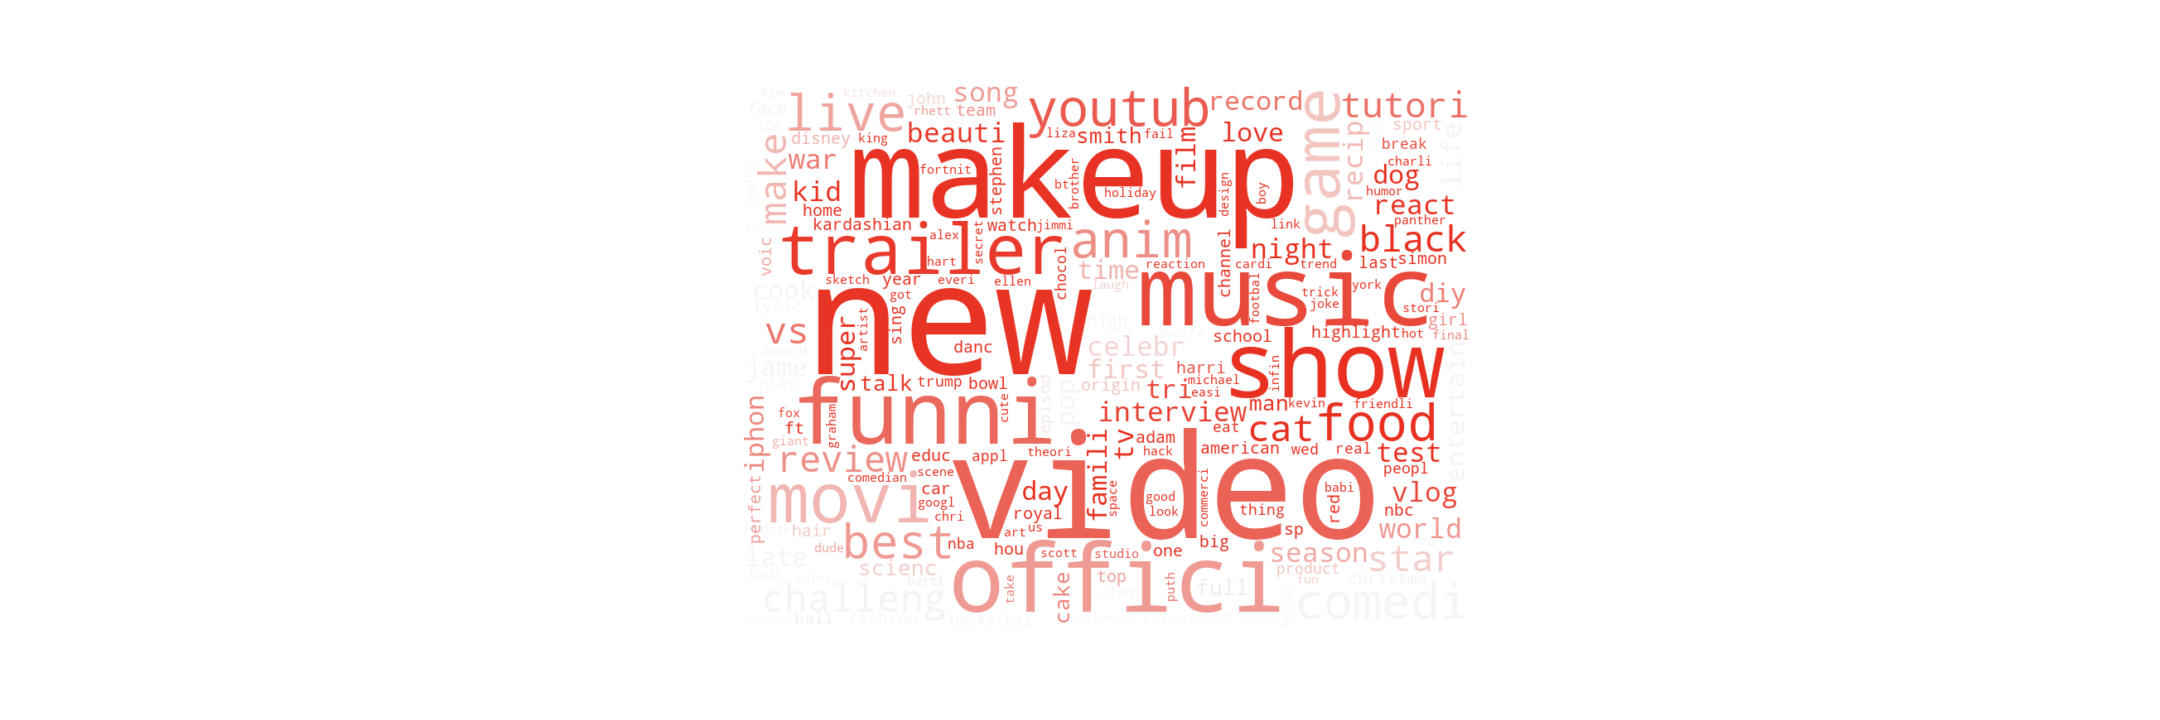 kim
kitchen
live
john
song
youtub
record
game
tutori
face
rhett
team
ice
disney
king
beauti
liza
smith
fail
film
love
recip
sport
life
make
war
makeup
break
charli
kid
fortnit
stephen
bt
brother
holiday
design
boy
dog
humor
home
react
kardashian
watch
jimmi
link
panther
trailer
alex
secret
anim
channel
night
black
voic
hart
chocol
time
reaction
cardi
trend
last
simon
sketch
year
everi
ellen
laugh
music
footbal
trick
york
diy
cook
new
got
joke
stori
lyric
girl
vs
super
artist
sing
high
school
highlight
hot
final
award
danc
celebr
show
jame
first
harri
infin
entertain
play
talk
trump
bowl
episod
pop
origin
tri
michael
easi
funni
cute
man
kevin
friendli
fox
graham
interview
cat
food
ft
iphon
giant
famili
tv
adam
eat
review
educ
appl
theori
hack
american
wed
real
test
comedian
scene
video
peopl
perfect
movi
car
day
space
good
commerci
babi
vlog
googl
look
red
chri
royal
thing
nbc
hair
best
art
us
sp
world
dude
nba
hou
scott
studio
one
big
season
star
late
scienc
product
tour
battl
offici
take
cake
top
puth
full
fun
christma
challeng
comedi
ball
fashion
basketbal